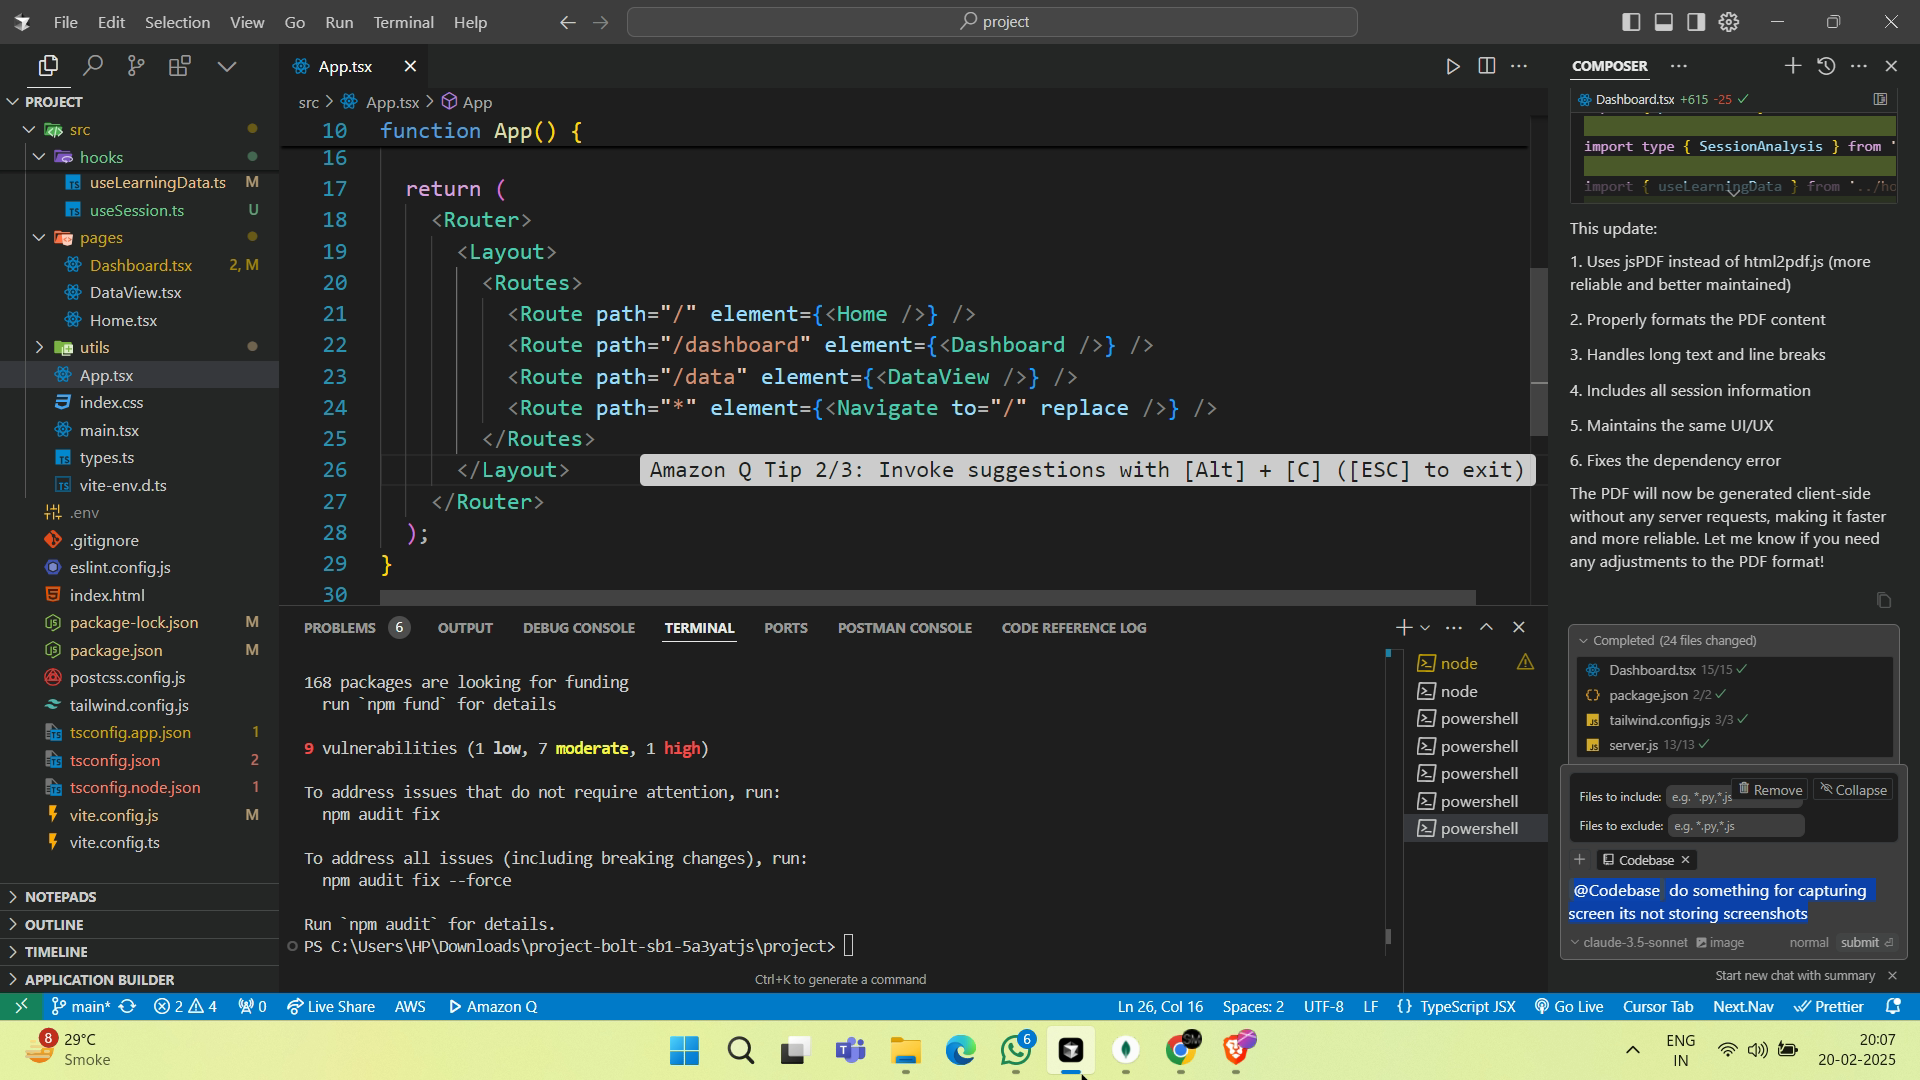 File Edit Selection View Go Run Terminal Help
project
PROJECT
src
hooks
useLearningData.ts M
useSession.ts U
pages
Dashboard.tsx 2, M
DataView.tsx
Home.tsx
utils
App.tsx
index.css
main.tsx
types.ts
vite-env.d.ts
.env
.gitignore
eslint.config.js
index.html
package-lock.json M
package.json M
postcss.config.js
tailwind.config.js
tsconfig.app.json 1
tsconfig.json 2
tsconfig.node.json 1
vite.config.js M
vite.config.ts
NOTEPADS
OUTLINE
TIMELINE
APPLICATION BUILDER
App.tsx
src > App.tsx > App
10 function App() {
16
17 return (
18 <Router>
19 <Layout>
20 <Routes>
21 <Route path="/" element={<Home />} />
22 <Route path="/dashboard" element={<Dashboard />} />
23 <Route path="/data" element={<DataView />} />
24 <Route path="*" element={<Navigate to="/" replace />} />
25 </Routes>
26 </Layout> Amazon Q Tip 2/3: Invoke suggestions with [Alt] + [C] ([ESC] to exit)
27 </Router>
28 );
29 }
30
PROBLEMS 6 OUTPUT DEBUG CONSOLE TERMINAL PORTS POSTMAN CONSOLE CODE REFERENCE LOG
168 packages are looking for funding
run `npm fund` for details
9 vulnerabilities (1 low, 7 moderate, 1 high)
To address issues that do not require attention, run:
npm audit fix
To address all issues (including breaking changes), run:
npm audit fix --force
Run `npm audit` for details.
PS C:\Users\HP\Downloads\project-bolt-sb1-5a3yatjs\project>
Ctrl+K to generate a command
node
node
powershell
powershell
powershell
powershell
powershell
COMPOSER
Dashboard.tsx +615 -25
import type { SessionAnalysis } from '
import { useLearningData } from '../ho
This update:
1. Uses jsPDF instead of html2pdf.js (more
reliable and better maintained)
2. Properly formats the PDF content
3. Handles long text and line breaks
4. Includes all session information
5. Maintains the same UI/UX
6. Fixes the dependency error
The PDF will now be generated client-side
without any server requests, making it faster
and more reliable. Let me know if you need
any adjustments to the PDF format!
Completed (24 files changed)
Dashboard.tsx 15/15
package.json 2/2
tailwind.config.js 3/3
server.js 13/13
Files to include: e.g. *.py,*.js Remove Collapse
Files to exclude: e.g. *.py,*.js
Codebase
@Codebase do something for capturing
screen its not storing screenshots
claude-3.5-sonnet image normal submit
Start new chat with summary
main* 2 4 0 Live Share AWS Amazon Q Ln 26, Col 16 Spaces: 2 UTF-8 LF {} TypeScript JSX Go Live Cursor Tab Next.Nav Prettier
8 29°C
Smoke
6
SM
ENG
IN
20:07
20-02-2025